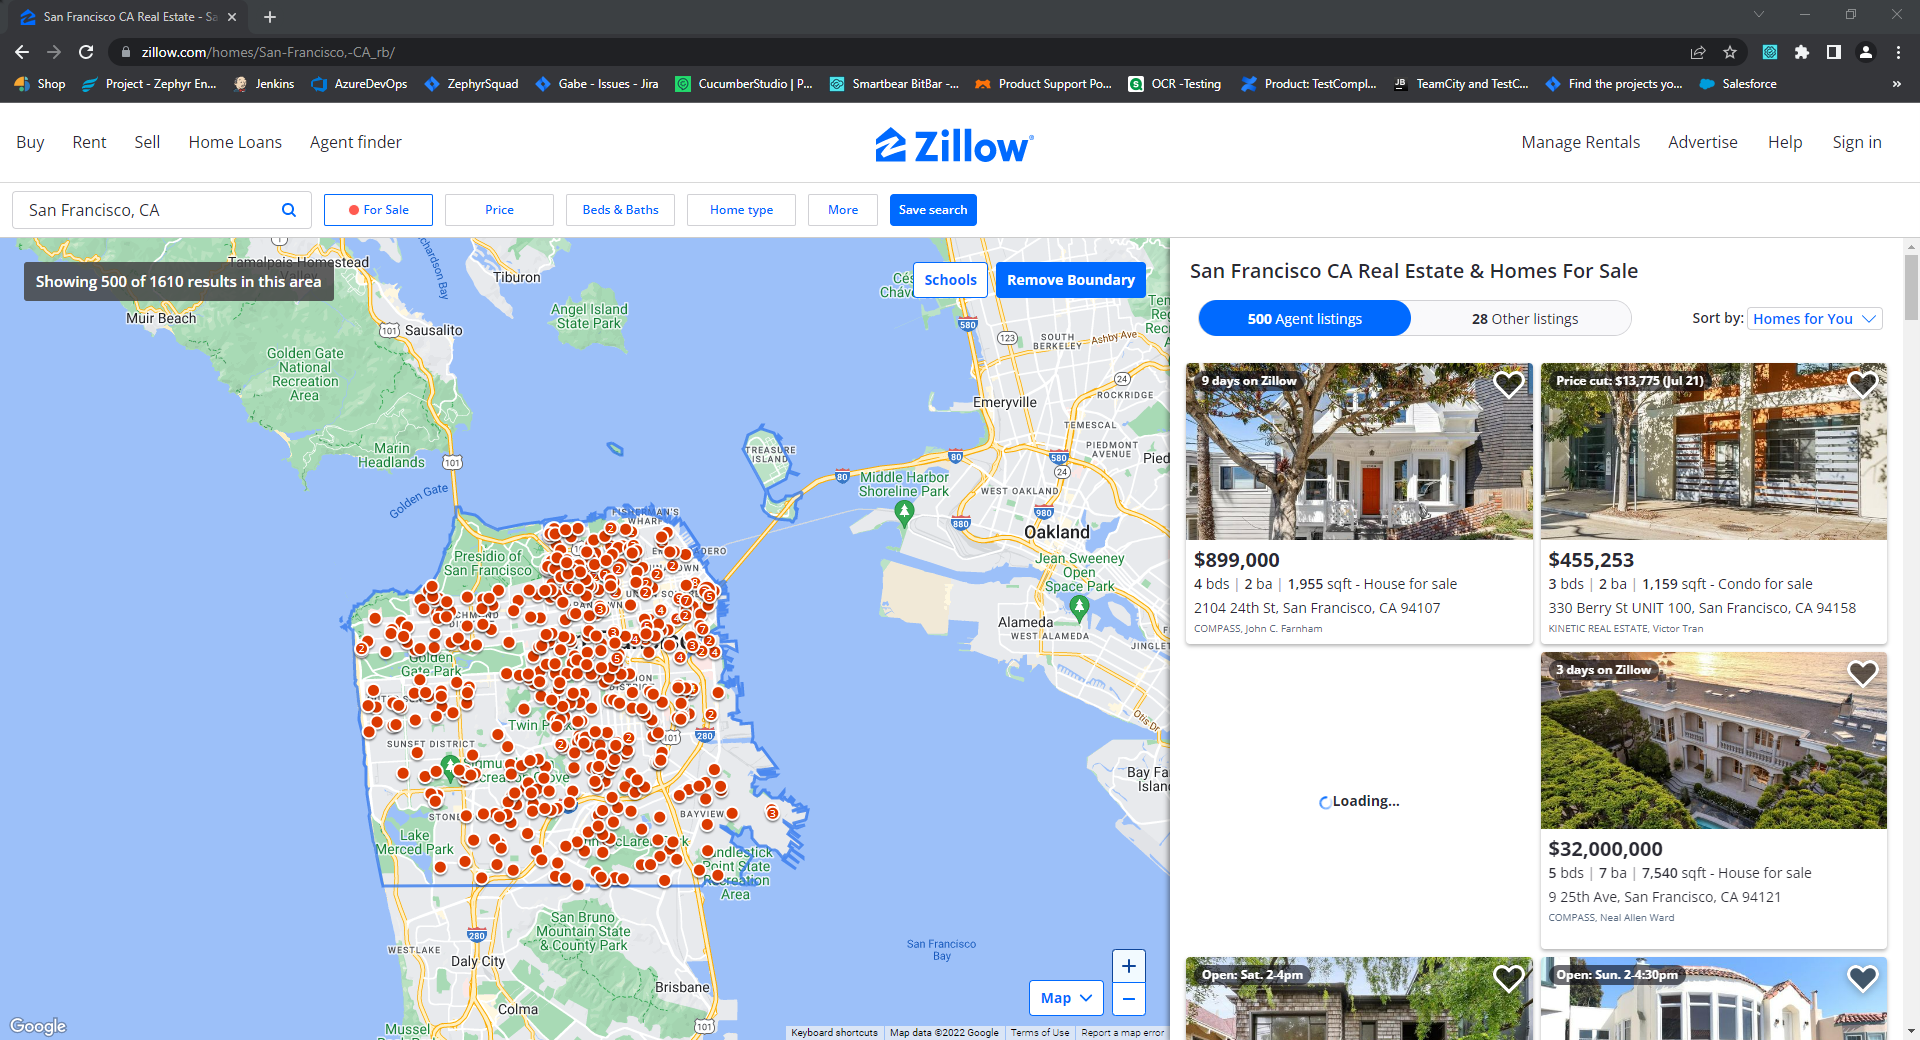 San Francisco CA Real Estate - Sa
zillow.com/homes/San-Francisco,-CA_rb/
Shop
Project - Zephyr En...
Jenkins
AzureDevOps
ZephyrSquad
Gabe - Issues - Jira
CucumberStudio | P...
Smartbear BitBar -...
Product Support Po...
OCR -Testing
Product: TestCompl...
TeamCity and TestC...
Find the projects yo...
Salesforce
»
Buy
Rent
Sell
Home Loans
Agent finder
Zillow
Manage Rentals
Advertise
Help
Sign in
San Francisco, CA
For Sale
Price
Beds & Baths
Home type
More
Save search
Showing 500 of 1610 results in this area
Schools
Remove Boundary
Tamalpais-Homestead
Valley
Tiburon
Muir Beach
Sausalito
Angel Island
State Park
Golden Gate
National
Recreation
Area
Marin
Headlands
Golden Gate
TREASURE
ISLAND
SOUTH
BERKELEY
Ashby Ave
Emeryville
ROCKRIDGE
TEMESCAL
PIEDMONT
AVENUE
Pied
Middle Harbor
Shoreline Park
WEST OAKLAND
Oakland
Jean Sweeney
Open
Space Park
Alameda
WEST ALAMEDA
JINGLET
Otis Dr
Bay Fa
Islan
FISHERMAN'S
WHARF
Presidio of
San Francisco
Golden
Gate Park
SUNSET DISTRICT
Lake
Merced Park
BAYVIEW
Candlestick
Point State
Recreation
Area
San Bruno
Mountain State
& County Park
WESTLAKE
Daly City
Colma
Brisbane
Mussel
San Francisco
Bay
Map
+
−
Google
Keyboard shortcuts
Map data ©2022 Google
Terms of Use
Report a map error
San Francisco CA Real Estate & Homes For Sale
500 Agent listings
28 Other listings
Sort by: Homes for You
9 days on Zillow
$899,000
4 bds | 2 ba | 1,955 sqft - House for sale
2104 24th St, San Francisco, CA 94107
COMPASS, John C. Farnham
Price cut: $13,775 (Jul 21)
$455,253
3 bds | 2 ba | 1,159 sqft - Condo for sale
330 Berry St UNIT 100, San Francisco, CA 94158
KINETIC REAL ESTATE, Victor Tran
Loading...
3 days on Zillow
$32,000,000
5 bds | 7 ba | 7,540 sqft - House for sale
9 25th Ave, San Francisco, CA 94121
COMPASS, Neal Allen Ward
Open: Sat. 2-4pm
Open: Sun. 2-4:30pm